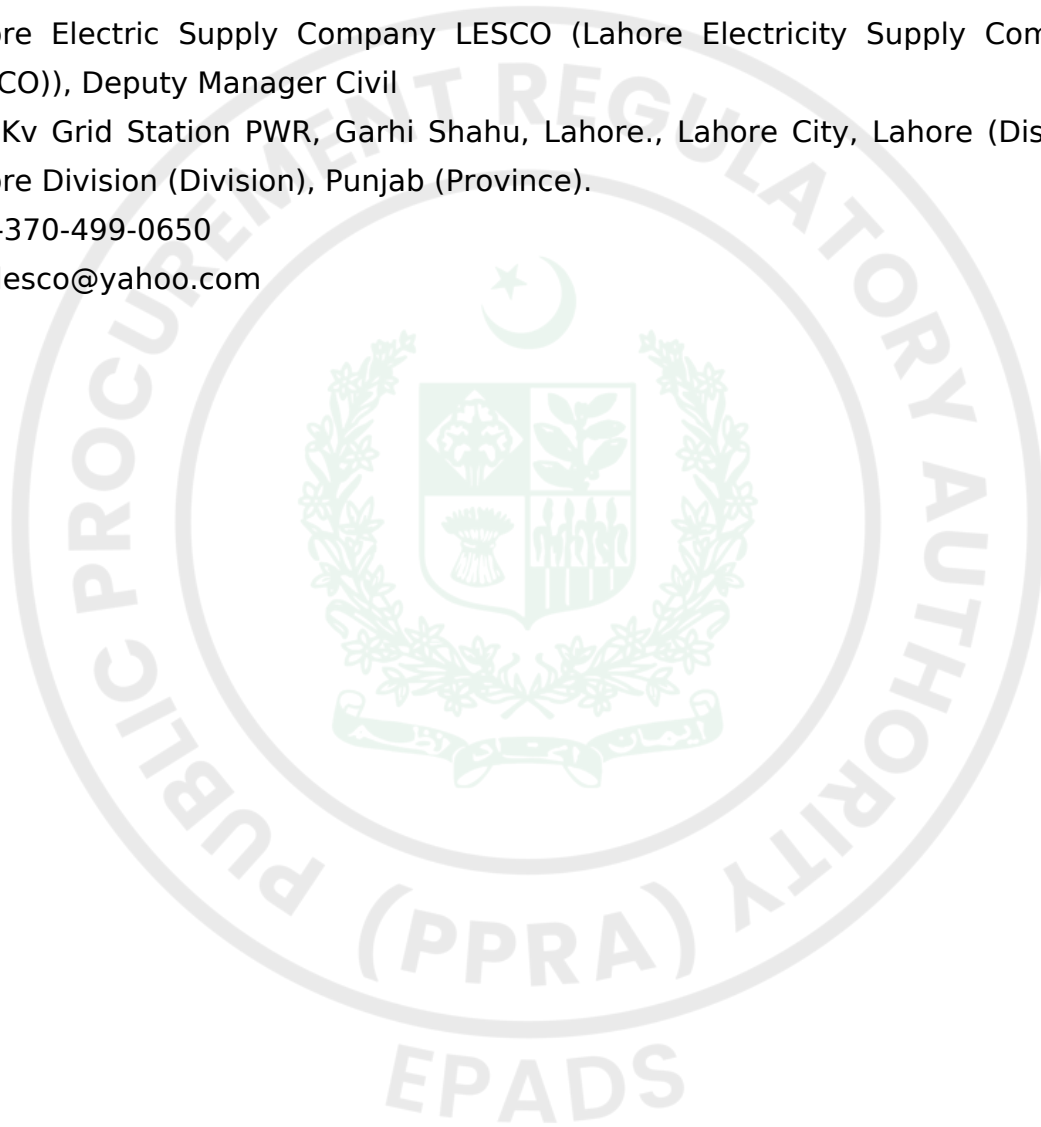 ore Electric Supply Company LESCO (Lahore Electricity Supply Com
CO)), Deputy Manager Civil
Kv Grid Station PWR, Garhi Shahu, Lahore., Lahore City, Lahore (Dis
ore Division (Division), Punjab (Province).
-370-499-0650
lesco@yahoo.com
PUBLIC PROCUREMENT REGULATORY AUTHORITY
(PPRA)
EPADS